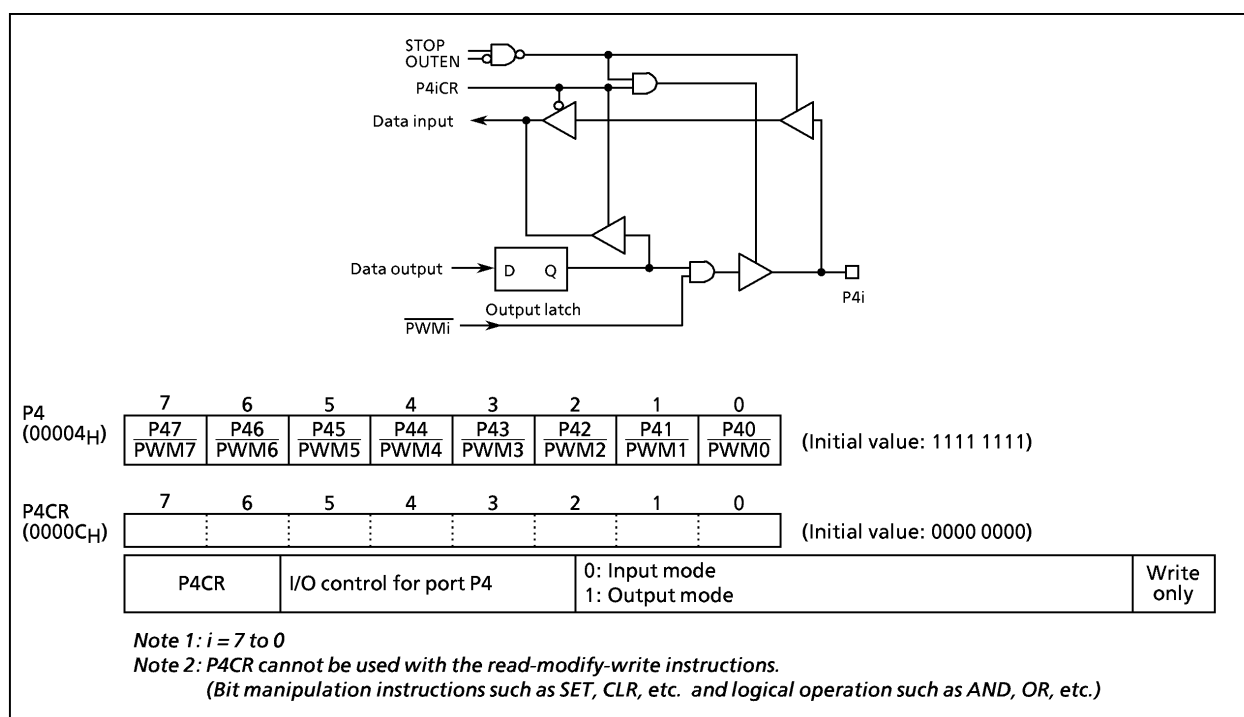 STOP
OUTEN
P4iCR
Data input
Data output
D Q
Output latch
PWMi
P4i
7 6 5 4 3 2 1 0
P4
(00004H)
P47 P46 P45 P44 P43 P42 P41 P40
PWM7 PWM6 PWM5 PWM4 PWM3 PWM2 PWM1 PWM0
(Initial value: 1111 1111)
7 6 5 4 3 2 1 0
P4CR
(0000CH)
(Initial value: 0000 0000)
P4CR
I/O control for port P4
0: Input mode
1: Output mode
Write
only
Note 1: i = 7 to 0
Note 2: P4CR cannot be used with the read-modify-write instructions.
(Bit manipulation instructions such as SET, CLR, etc. and logical operation such as AND, OR, etc.)